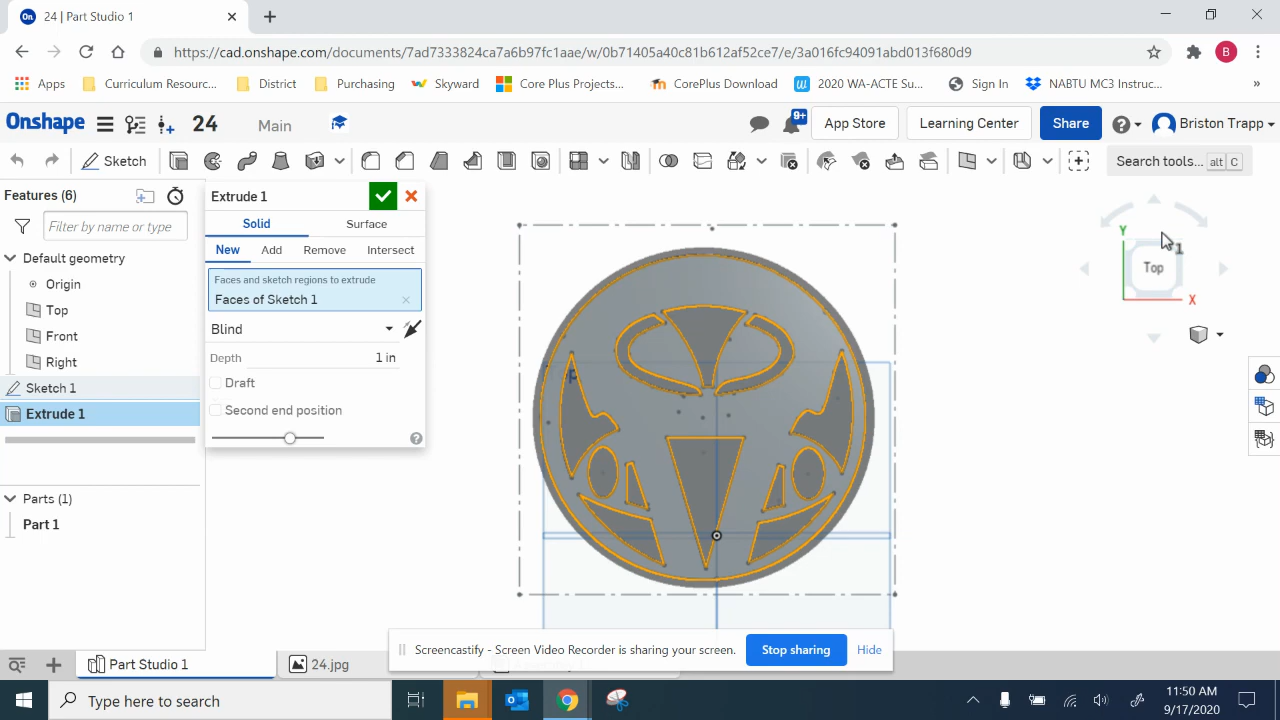 On 24 | Part Studio 1
https://cad.onshape.com/documents/7ad7333824ca7a6b97fc1aae/w/0b71405a40c81b612af52ce7/e/3a016fc94091abd013f680d9
B
Apps Curriculum Resourc... District Purchasing Skyward Core Plus Projects... CorePlus Download 2020 WA-ACTE Su... Sign In NABTU MC3 Instruc... »
Onshape 24 Main 9+ App Store Learning Center Share Briston Trapp
Sketch Search tools... alt C
Features (6)
Filter by name or type
Default geometry
Origin
Top
Front
Right
Sketch 1
Extrude 1
Parts (1)
Part 1
Extrude 1
Solid Surface
New Add Remove Intersect
Faces and sketch regions to extrude
Faces of Sketch 1
Blind
Depth 1 in
Draft
Second end position
Y
Top
X
Screencastify - Screen Video Recorder is sharing your screen. Stop sharing Hide
Part Studio 1 24.jpg
Type here to search
11:50 AM
9/17/2020